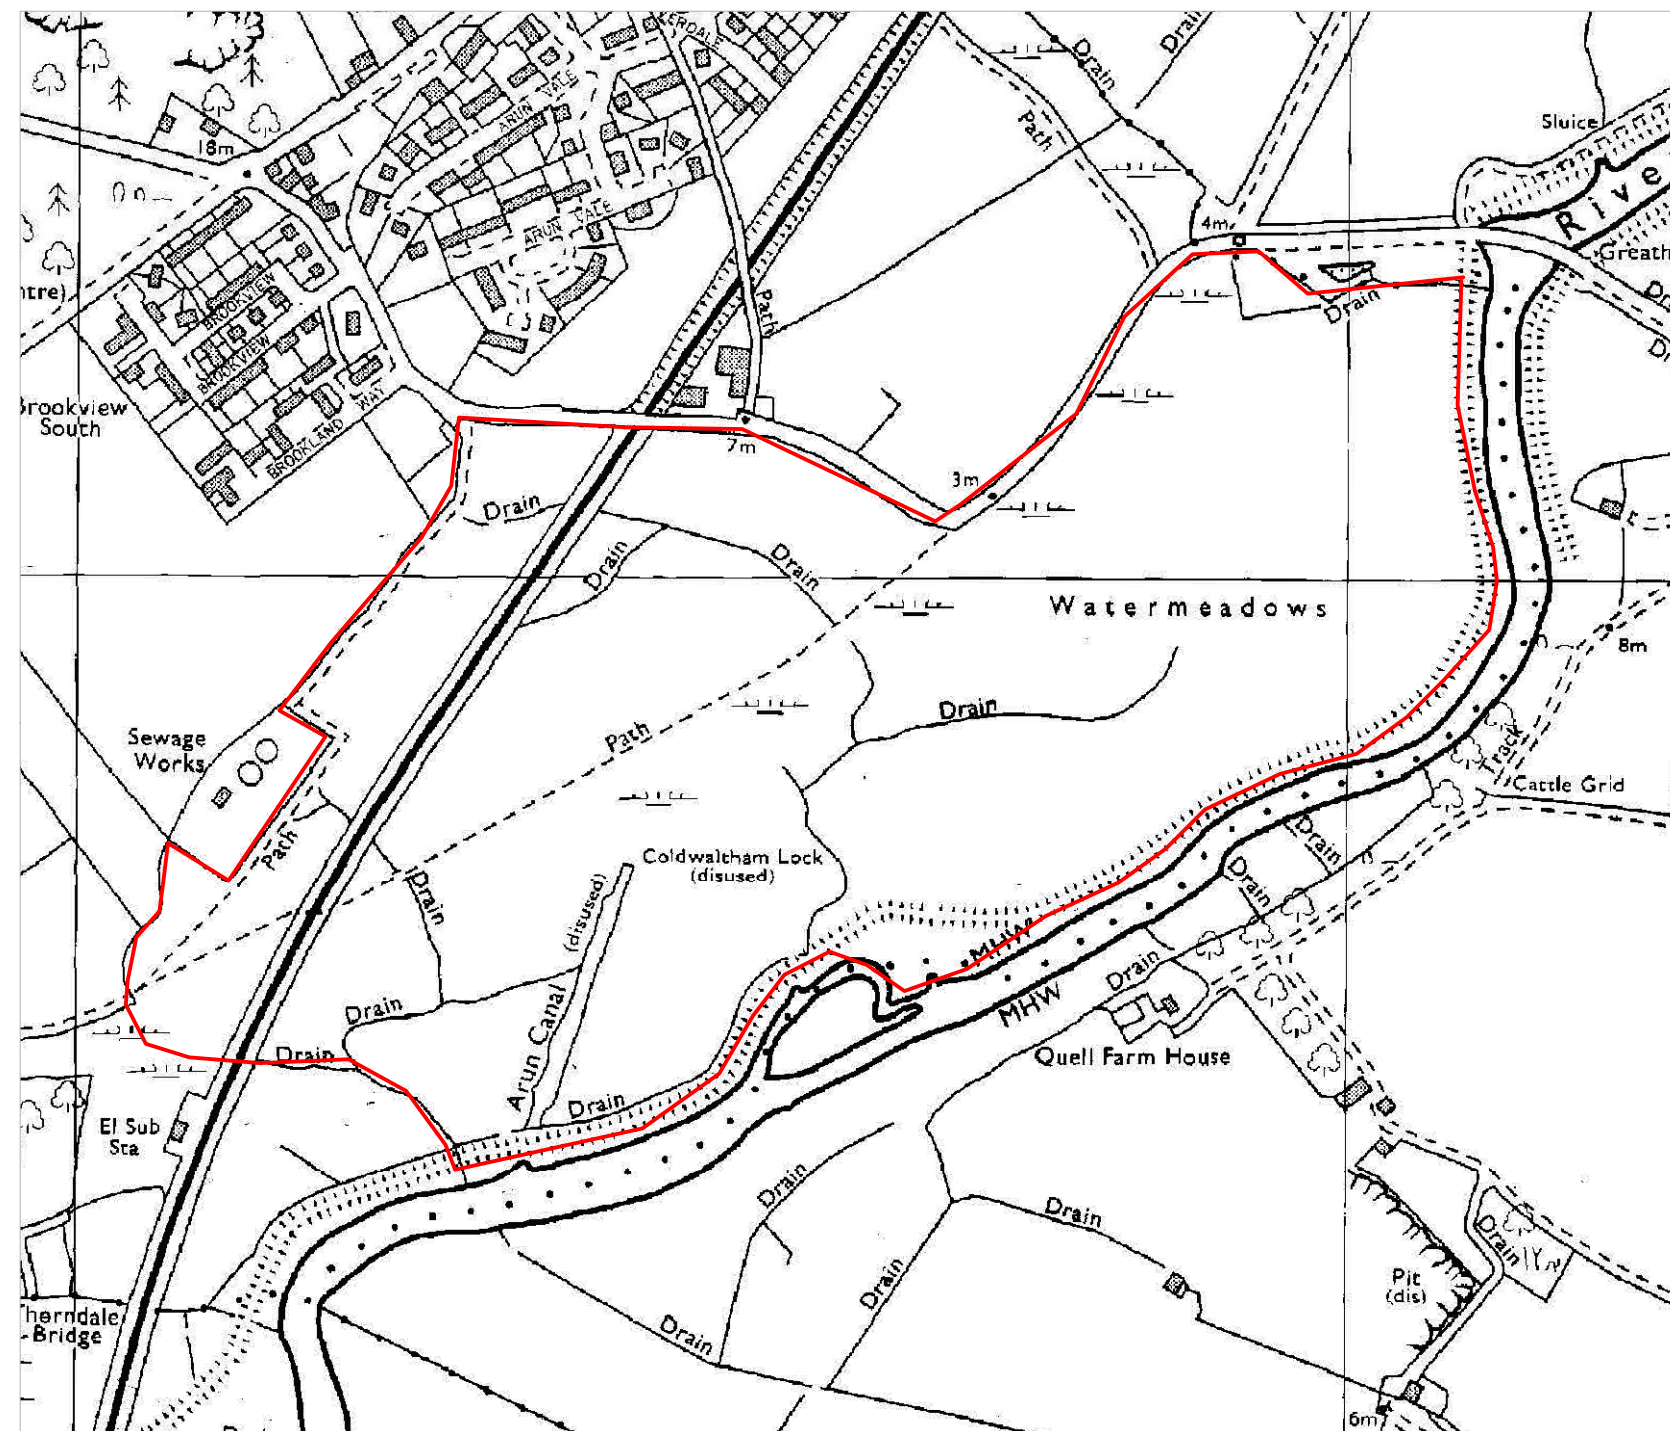 ERDALE
Drain
Drain
ARUN VALE
Path
Sluice
18m
Rive
ARUN VALE
4m
Greath
ntre)
BROOKVIEW
Path
Drain
BROOKVIEW
Brookview
South
WAY
BROOKLAND
7m
3m
Drain
Drain
Drain
Watermeadows
8m
Drain
Path
Sewage
Works
Track
Cattle Grid
Path
Drain
Coldwaltham Lock
(disused)
Drain
Drain
(disused)
MHW
Drain
MHW
Drain
Arun Canal
Drain
Quell Farm House
Drain
El Sub
Sta
Drain
Drain
Drain
Drain
Pit
(dis)
Thorndale
Bridge
Drain
6m